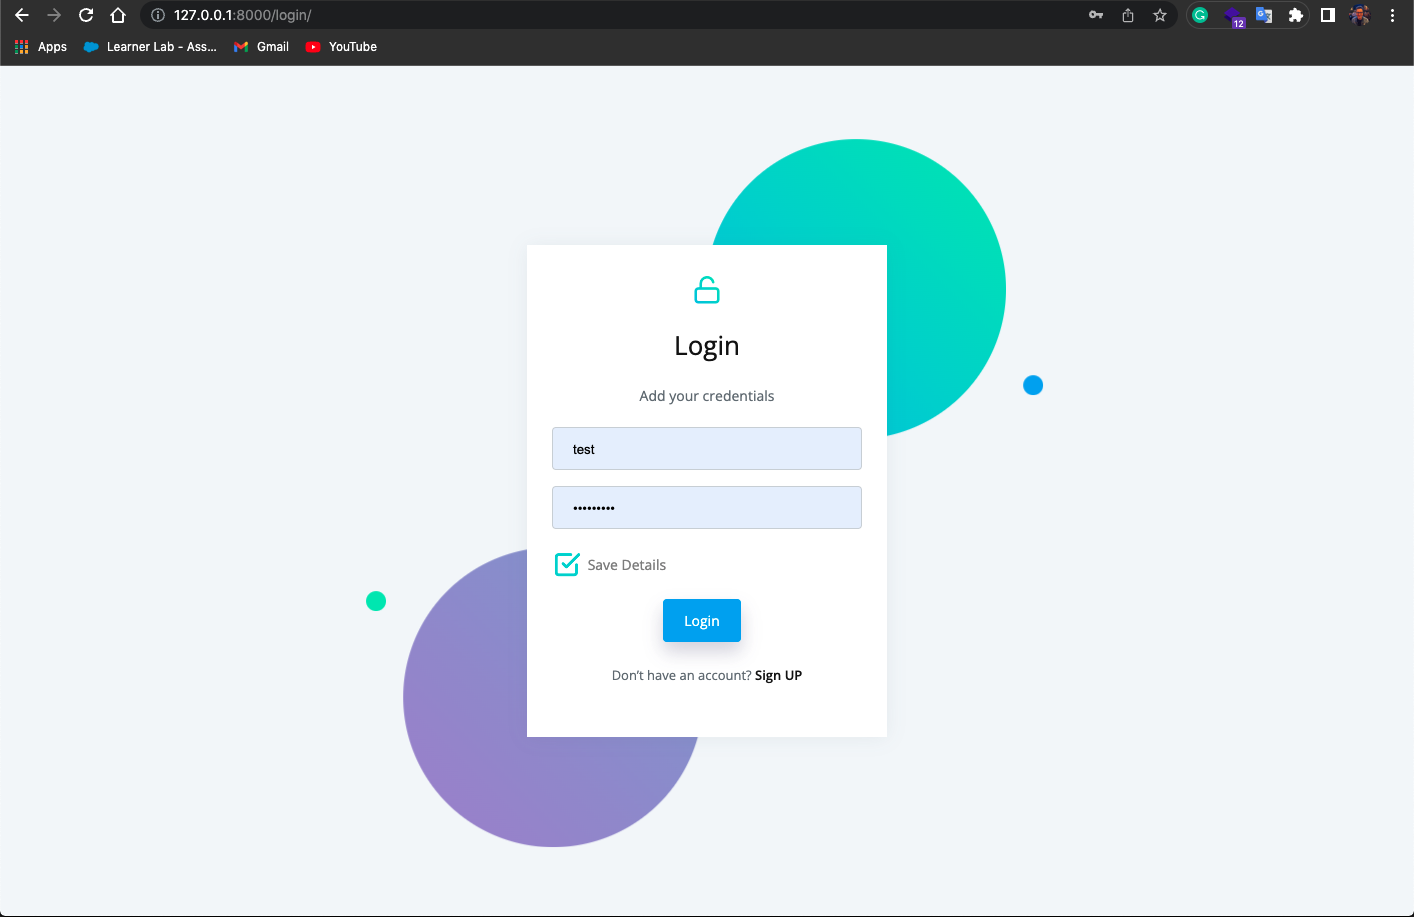 127.0.0.1:8000/login/
12
Apps Learner Lab - Ass... Gmail YouTube
Login
Add your credentials
test
•••••••••
Save Details
Login
Don't have an account? Sign UP